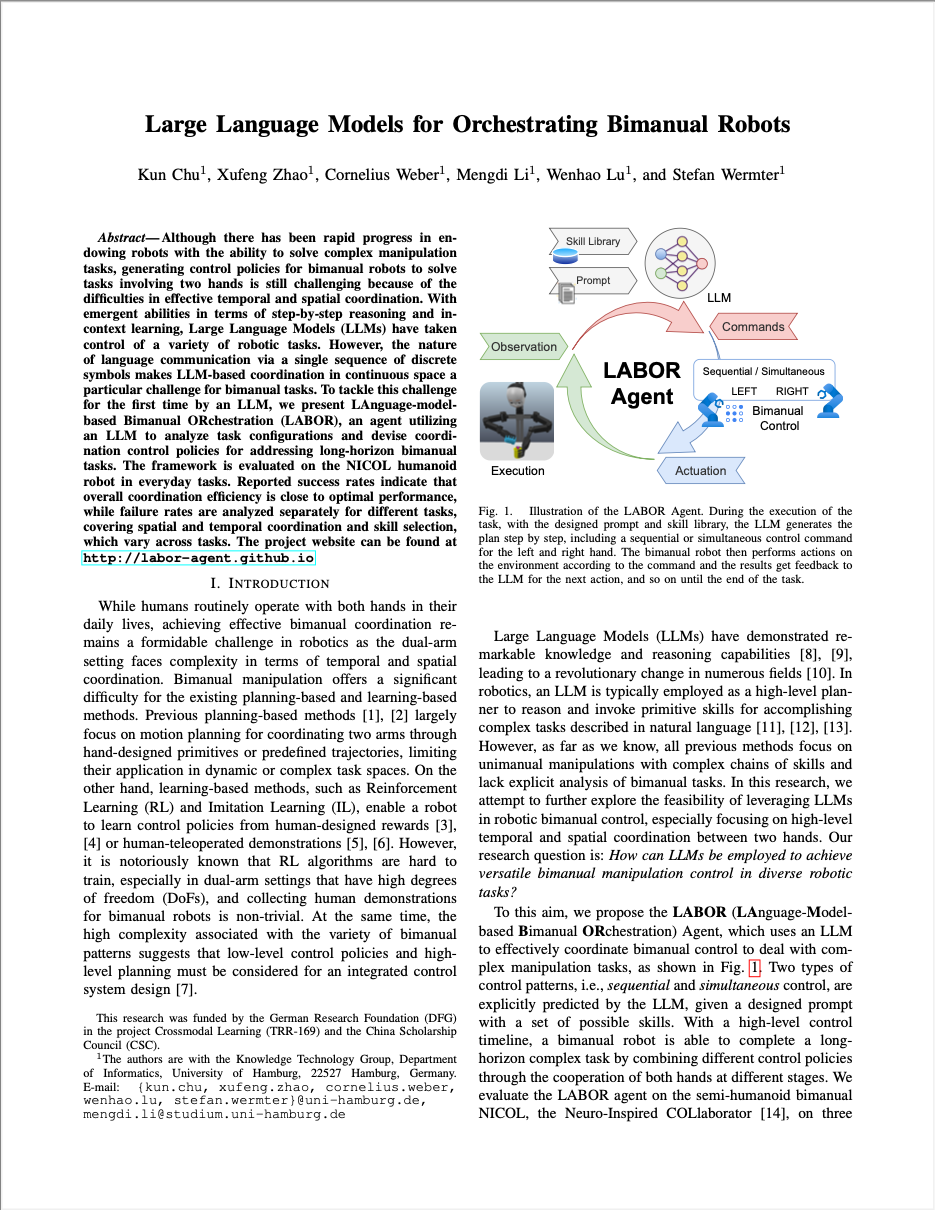 Large Language Models for Orchestrating Bimanual Robots
Kun Chu1, Xufeng Zhao1, Cornelius Weber1, Mengdi Li1, Wenhao Lu1, and Stefan Wermter1
Abstract—Although there has been rapid progress in en-
dowing robots with the ability to solve complex manipulation
tasks, generating control policies for bimanual robots to solve
tasks involving two hands is still challenging because of the
difficulties in effective temporal and spatial coordination. With
emergent abilities in terms of step-by-step reasoning and in-
context learning, Large Language Models (LLMs) have taken
control of a variety of robotic tasks. However, the nature
of language communication via a single sequence of discrete
symbols makes LLM-based coordination in continuous space a
particular challenge for bimanual tasks. To tackle this challenge
for the first time by an LLM, we present LAnguage-model-
based Bimanual ORchestration (LABOR), an agent utilizing
an LLM to analyze task configurations and devise coordi-
nation control policies for addressing long-horizon bimanual
tasks. The framework is evaluated on the NICOL humanoid
robot in everyday tasks. Reported success rates indicate that
overall coordination efficiency is close to optimal performance,
while failure rates are analyzed separately for different tasks,
covering spatial and temporal coordination and skill selection,
which vary across tasks. The project website can be found at
http://labor-agent.github.io
I. INTRODUCTION
While humans routinely operate with both hands in their
daily lives, achieving effective bimanual coordination re-
mains a formidable challenge in robotics as the dual-arm
setting faces complexity in terms of temporal and spatial
coordination. Bimanual manipulation offers a significant
difficulty for the existing planning-based and learning-based
methods. Previous planning-based methods [1], [2] largely
focus on motion planning for coordinating two arms through
hand-designed primitives or predefined trajectories, limiting
their application in dynamic or complex task spaces. On the
other hand, learning-based methods, such as Reinforcement
Learning (RL) and Imitation Learning (IL), enable a robot
to learn control policies from human-designed rewards [3],
[4] or human-teleoperated demonstrations [5], [6]. However,
it is notoriously known that RL algorithms are hard to
train, especially in dual-arm settings that have high degrees
of freedom (DoFs), and collecting human demonstrations
for bimanual robots is non-trivial. At the same time, the
high complexity associated with the variety of bimanual
patterns suggests that low-level control policies and high-
level planning must be considered for an integrated control
system design [7].
This research was funded by the German Research Foundation (DFG)
in the project Crossmodal Learning (TRR-169) and the China Scholarship
Council (CSC).
1The authors are with the Knowledge Technology Group, Department
of Informatics, University of Hamburg, 22527 Hamburg, Germany.
E-mail: {kun.chu, xufeng.zhao, cornelius.weber,
wenhao.lu, stefan.wermter}@uni-hamburg.de,
mengdi.li@studium.uni-hamburg.de
Skill Library
Prompt
LLM
Commands
Observation
LABOR
Agent
Sequential / Simultaneous
LEFT RIGHT
Bimanual
Control
Execution
Actuation
Fig. 1. Illustration of the LABOR Agent. During the execution of the
task, with the designed prompt and skill library, the LLM generates the
plan step by step, including a sequential or simultaneous control command
for the left and right hand. The bimanual robot then performs actions on
the environment according to the command and the results get feedback to
the LLM for the next action, and so on until the end of the task.
Large Language Models (LLMs) have demonstrated re-
markable knowledge and reasoning capabilities [8], [9],
leading to a revolutionary change in numerous fields [10]. In
robotics, an LLM is typically employed as a high-level plan-
ner to reason and invoke primitive skills for accomplishing
complex tasks described in natural language [11], [12], [13].
However, as far as we know, all previous methods focus on
unimanual manipulations with complex chains of skills and
lack explicit analysis of bimanual tasks. In this research, we
attempt to further explore the feasibility of leveraging LLMs
in robotic bimanual control, especially focusing on high-level
temporal and spatial coordination between two hands. Our
research question is: How can LLMs be employed to achieve
versatile bimanual manipulation control in diverse robotic
tasks?
To this aim, we propose the LABOR (LAnguage-Model-
based Bimanual ORchestration) Agent, which uses an LLM
to effectively coordinate bimanual control to deal with com-
plex manipulation tasks, as shown in Fig. 1. Two types of
control patterns, i.e., sequential and simultaneous control, are
explicitly predicted by the LLM, given a designed prompt
with a set of possible skills. With a high-level control
timeline, a bimanual robot is able to complete a long-
horizon complex task by combining different control policies
through the cooperation of both hands at different stages. We
evaluate the LABOR agent on the semi-humanoid bimanual
NICOL, the Neuro-Inspired COLlaborator [14], on three